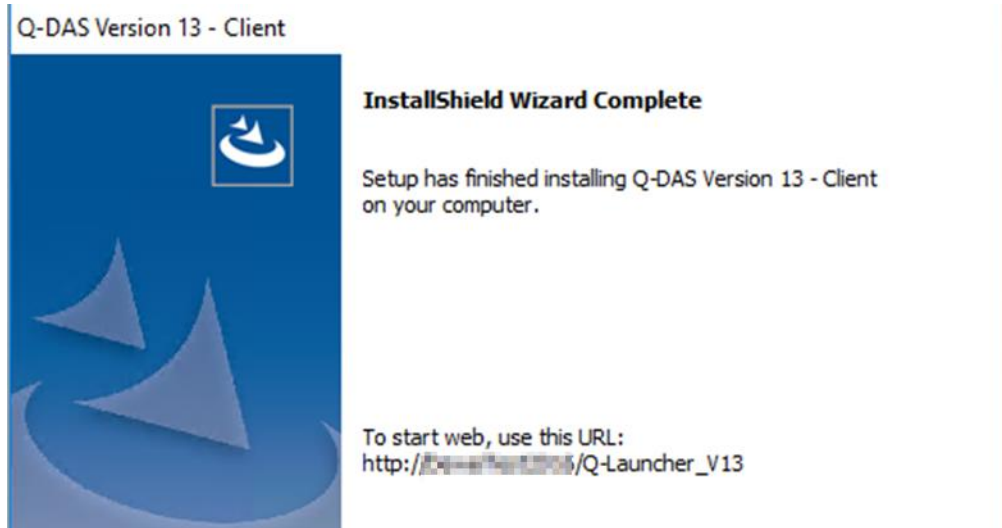 Q-DAS Version 13 - Client
InstallShield Wizard Complete
Setup has finished installing Q-DAS Version 13 - Client
on your computer.
To start web, use this URL:
http:// /Q-Launcher_V13